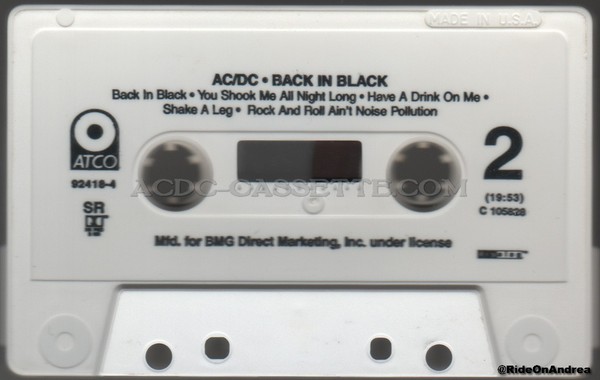 MADE IN U.S.A.
AC/DC • BACK IN BLACK
Back In Black • You Shook Me All Night Long • Have A Drink On Me •
Shake A Leg • Rock And Roll Ain't Noise Pollution
ATCO
2
92418-4
ACDC-CASSETTE.COM
(19:53)
SR
C 105828
Mfd. for BMG Direct Marketing, Inc. under license
@RideOnAndrea